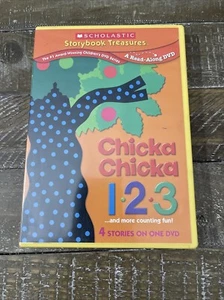 SCHOLASTIC
Storybook Treasures
The #1 Award Winning Children's DVD Series
A Read-Along DVD
Chicka
Chicka
1•2•3
...and more counting fun!
4 STORIES ON ONE DVD